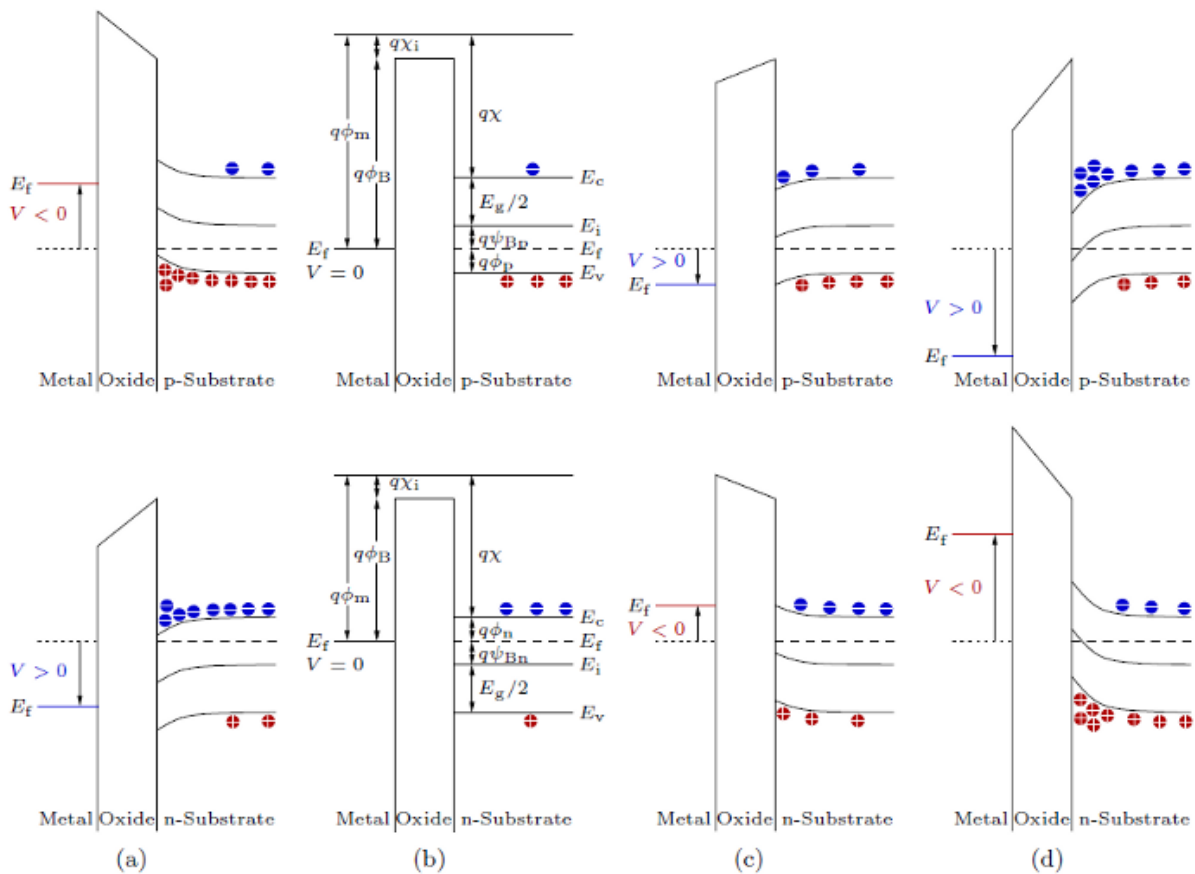 E_f
V < 0
Metal Oxide p-Substrate
qχ_i
qϕ_m
qϕ_B
qχ
E_c
E_g/2
E_i
qψ_Bp
E_f
E_f
V = 0
qϕ_p
E_v
Metal Oxide p-Substrate
V > 0
E_f
Metal Oxide p-Substrate
V > 0
E_f
Metal Oxide p-Substrate
V > 0
E_f
Metal Oxide n-Substrate
qχ_i
qϕ_B
qϕ_m
qχ
E_c
qϕ_n
E_f
E_f
V = 0
qψ_Bn
E_i
E_g/2
E_v
Metal Oxide n-Substrate
E_f
V < 0
Metal Oxide n-Substrate
E_f
V < 0
Metal Oxide n-Substrate
(a) (b) (c) (d)